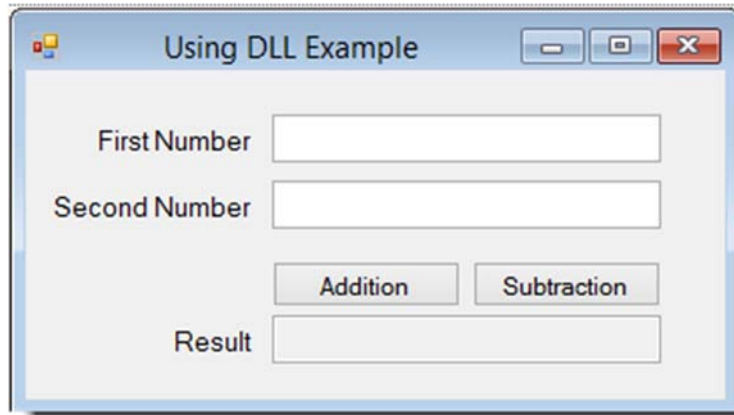 Using DLL Example
First Number
Second Number
Addition Subtraction
Result